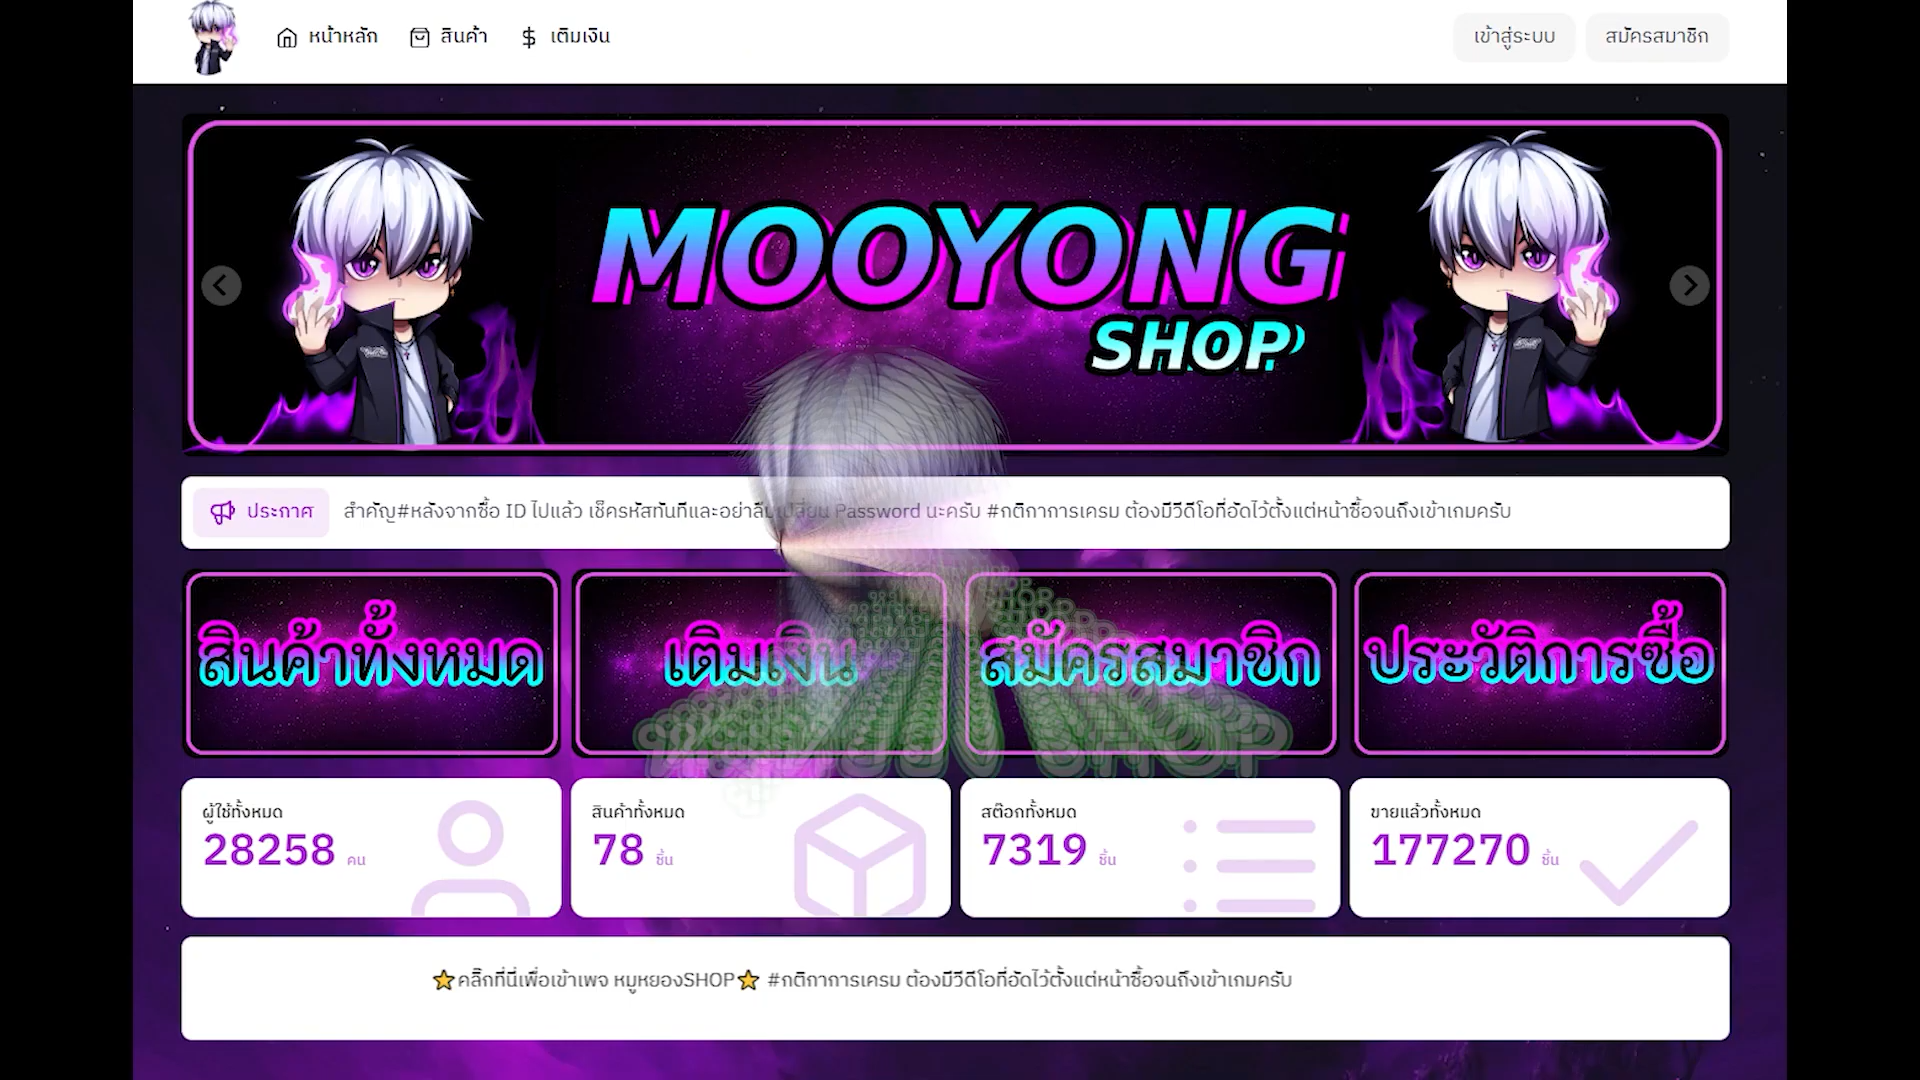 หน้าหลัก สินค้า เติมเงิน เข้าสู่ระบบ สมัครสมาชิก
MOOYONG
SHOP
ประกาศ สำคัญ#หลังจากซื้อ ID ไปแล้ว เช็ครหัสทันทีและอย่าลืมเปลี่ยน Password นะครับ #กติกาการเครม ต้องมีวีดีโอที่อัดไว้ตั้งแต่หน้าซื้อจนถึงเข้าเกมครับ
สินค้าทั้งหมด เติมเงิน สมัครสมาชิก ประวัติการซื้อ
ผู้ใช้ทั้งหมด สินค้าทั้งหมด สต๊อกทั้งหมด ขายแล้วทั้งหมด
28258 คน 78 ชิ้น 7319 ชิ้น 177270 ชิ้น
⭐คลิ๊กที่นี่เพื่อเข้าเพจ หมูหยองSHOP⭐ #กติกาการเครม ต้องมีวีดีโอที่อัดไว้ตั้งแต่หน้าซื้อจนถึงเข้าเกมครับ